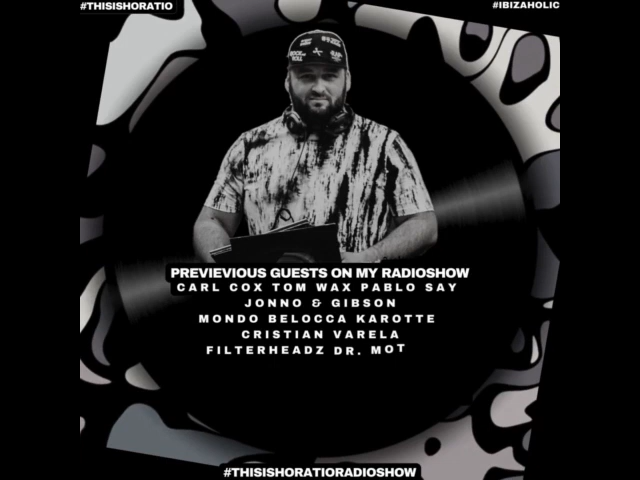 #THISISHORATIO
#IBIZAHOLIC
PREVIEVIOUS GUESTS ON MY RADIOSHOW
CARL COX TOM WAX PABLO SAY
JONNO & GIBSON
MONDO BELOCCA KAROTTE
CRISTIAN VARELA
FILTERHEADZ DR. MOT
#THISISHORATIORADIOSHOW